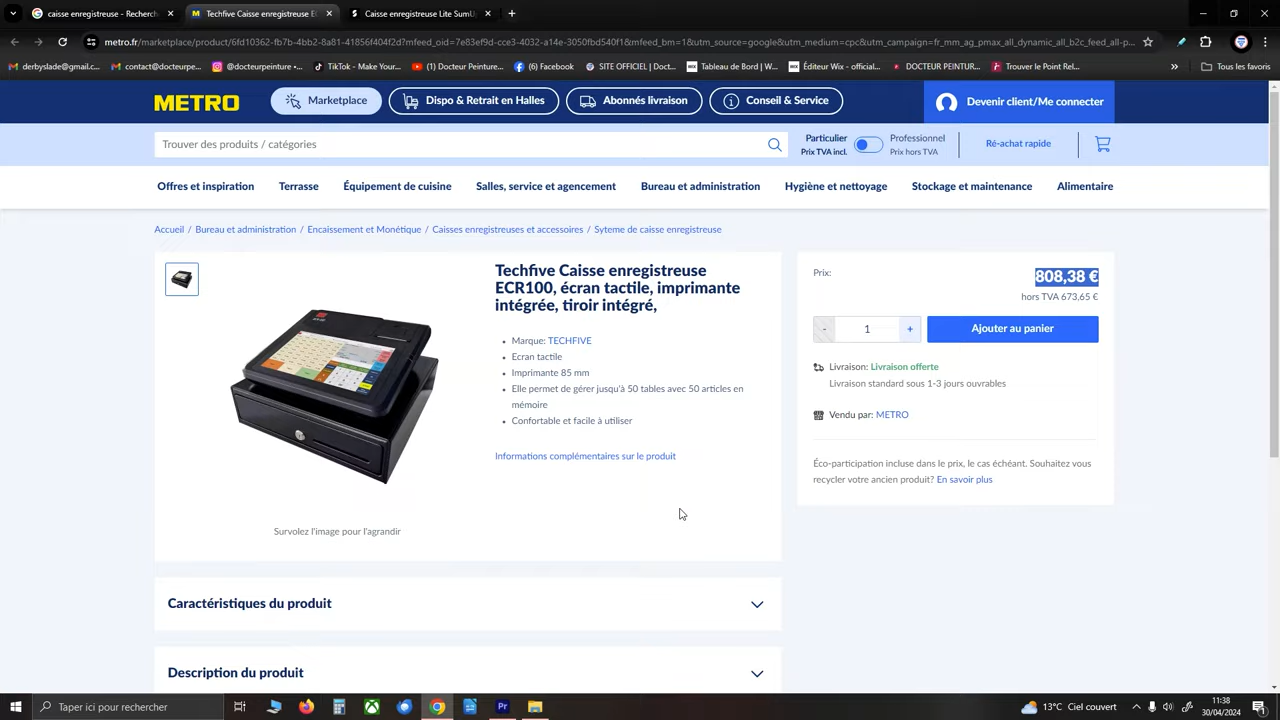 caisse enregistreuse - Recherch
Techfive Caisse enregistreuse E
Caisse enregistreuse Lite SumU
metro.fr/marketplace/product/6fd10362-fb7b-4bb2-8a81-41856f404f2d?mfeed_oid=7e83ef9d-cce3-4032-a14e-3050fbd540f1&mfeed_bm=1&utm_source=google&utm_medium=cpc&utm_campaign=fr_mm_ag_pmax_all_dynamic_all_b2c_feed_all-p...
derbyslade@gmail.c...
contact@docteurpe...
@docteurpeinture •...
TikTok - Make Your...
(1) Docteur Peintur...
(6) Facebook
SITE OFFICIEL | Doct...
Tableau de Bord | W...
Éditeur Wix - official...
DOCTEUR PEINTUR...
Trouver le Point Rel...
Tous les favoris
METRO
Marketplace
Dispo & Retrait en Halles
Abonnés livraison
Conseil & Service
Devenir client/Me connecter
Trouver des produits / catégories
Particulier
Prix TVA incl.
Professionnel
Prix hors TVA
Ré-achat rapide
Offres et inspiration
Terrasse
Équipement de cuisine
Salles, service et agencement
Bureau et administration
Hygiène et nettoyage
Stockage et maintenance
Alimentaire
Accueil / Bureau et administration / Encaissement et Monétique / Caisses enregistreuses et accessoires / Syteme de caisse enregistreuse
Techfive Caisse enregistreuse
ECR100, écran tactile, imprimante
intégrée, tiroir intégré,
• Marque: TECHFIVE
• Ecran tactile
• Imprimante 85 mm
• Elle permet de gérer jusqu'à 50 tables avec 50 articles en
mémoire
• Confortable et facile à utiliser
Informations complémentaires sur le produit
Survolez l'image pour l'agrandir
Prix:
808,38 €
hors TVA 673,65 €
- 1 +
Ajouter au panier
Livraison: Livraison offerte
Livraison standard sous 1-3 jours ouvrables
Vendu par: METRO
Éco-participation incluse dans le prix, le cas échéant. Souhaitez vous
recycler votre ancien produit? En savoir plus
Caractéristiques du produit
Description du produit
Taper ici pour rechercher
Pr
13°C Ciel couvert
11:38
30/04/2024